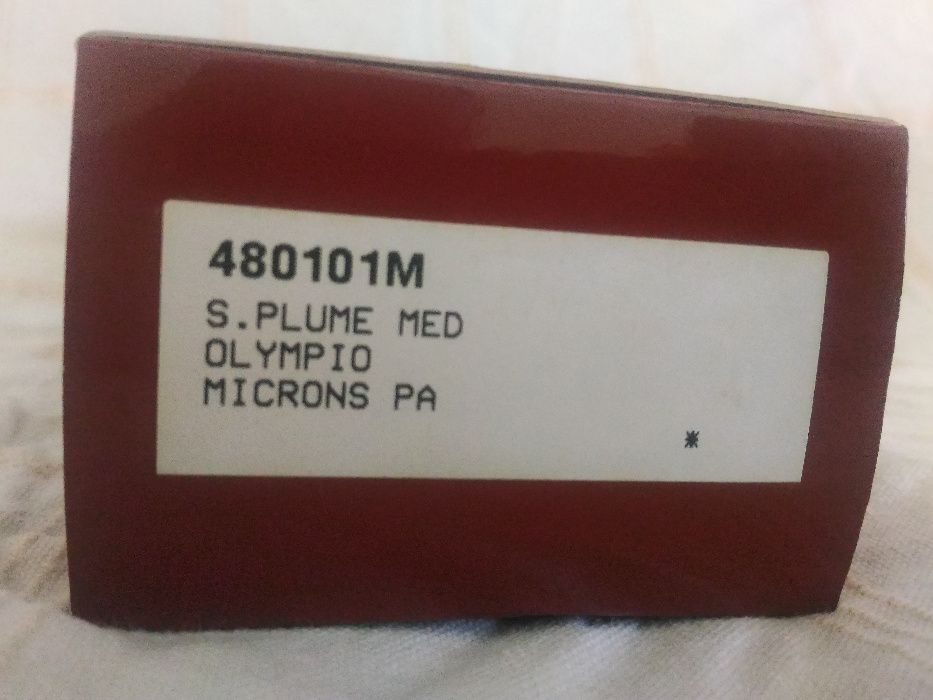 480101M
S.PLUME MED
OLYMPIO
MICRONS PA
*